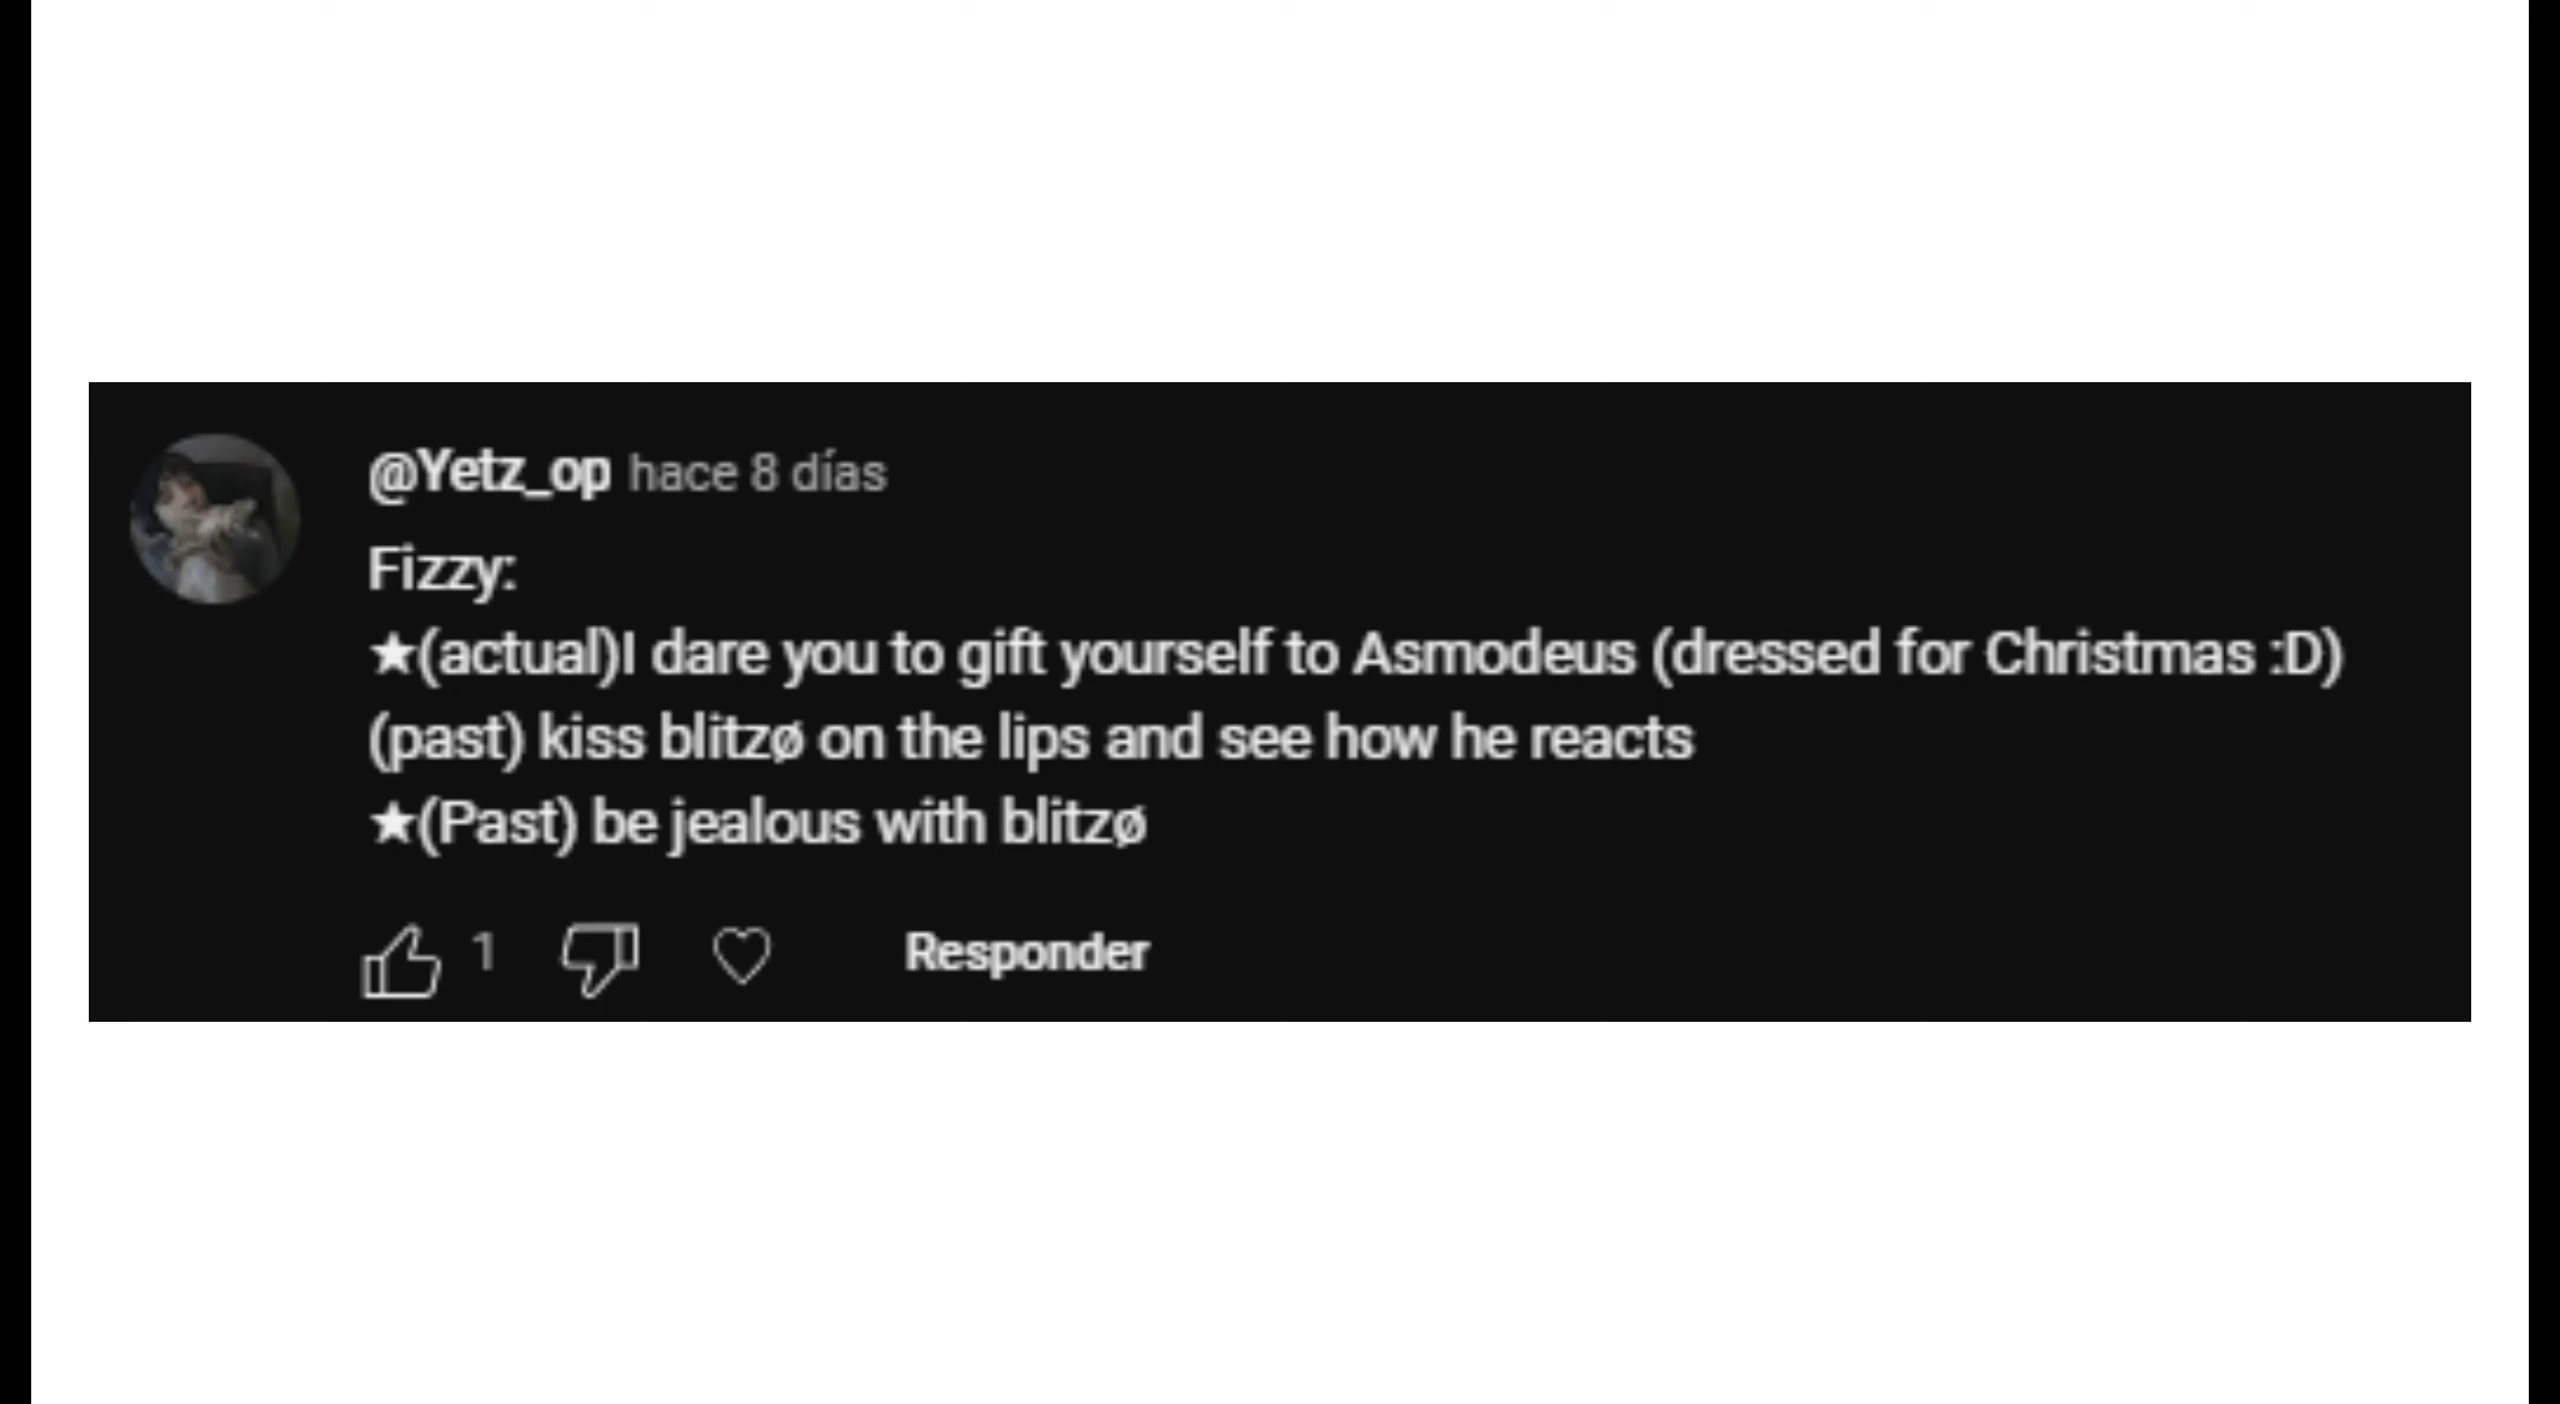 @Yetz_op hace 8 días
Fizzy:
★(actual)I dare you to gift yourself to Asmodeus (dressed for Christmas :D)
(past) kiss blitzø on the lips and see how he reacts
★(Past) be jealous with blitzø
1 Responder